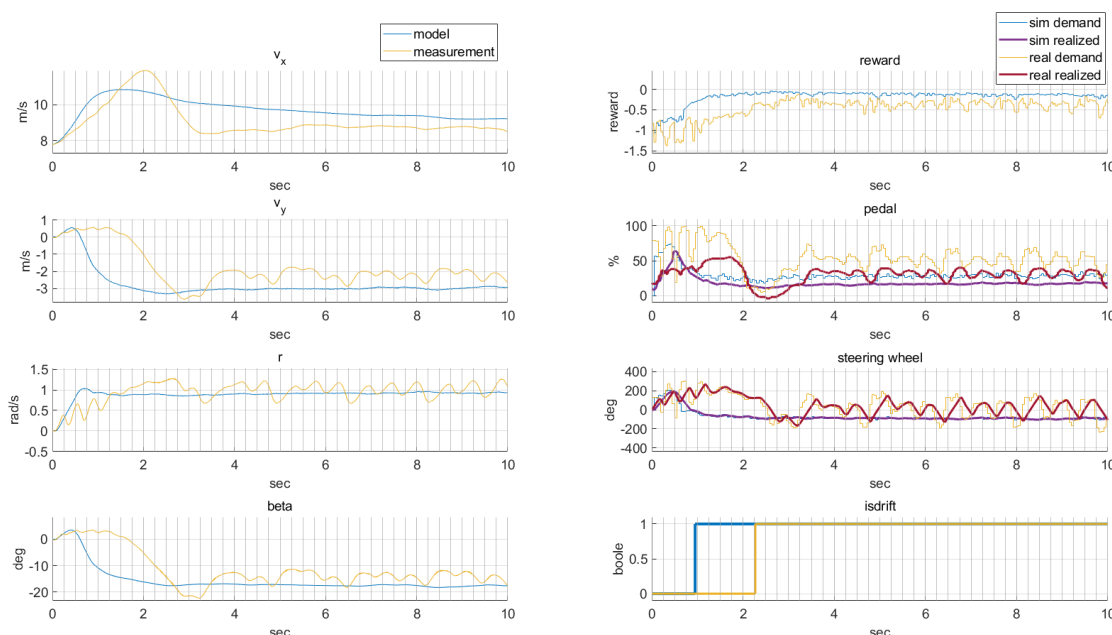 model
measurement
v_x
m/s
10
8
0 2 4 6 8 10
sec
v_y
m/s
1
0
-1
-2
-3
0 2 4 6 8 10
sec
r
rad/s
1.5
1
0.5
0
-0.5
0 2 4 6 8 10
sec
beta
deg
0
-10
-20
0 2 4 6 8 10
sec
sim demand
sim realized
real demand
real realized
reward
reward
0
-0.5
-1
-1.5
0 2 4 6 8 10
sec
pedal
%
100
50
0
0 2 4 6 8 10
sec
steering wheel
deg
400
200
0
-200
-400
0 2 4 6 8 10
sec
isdrift
boole
1
0.5
0
0 2 4 6 8 10
sec